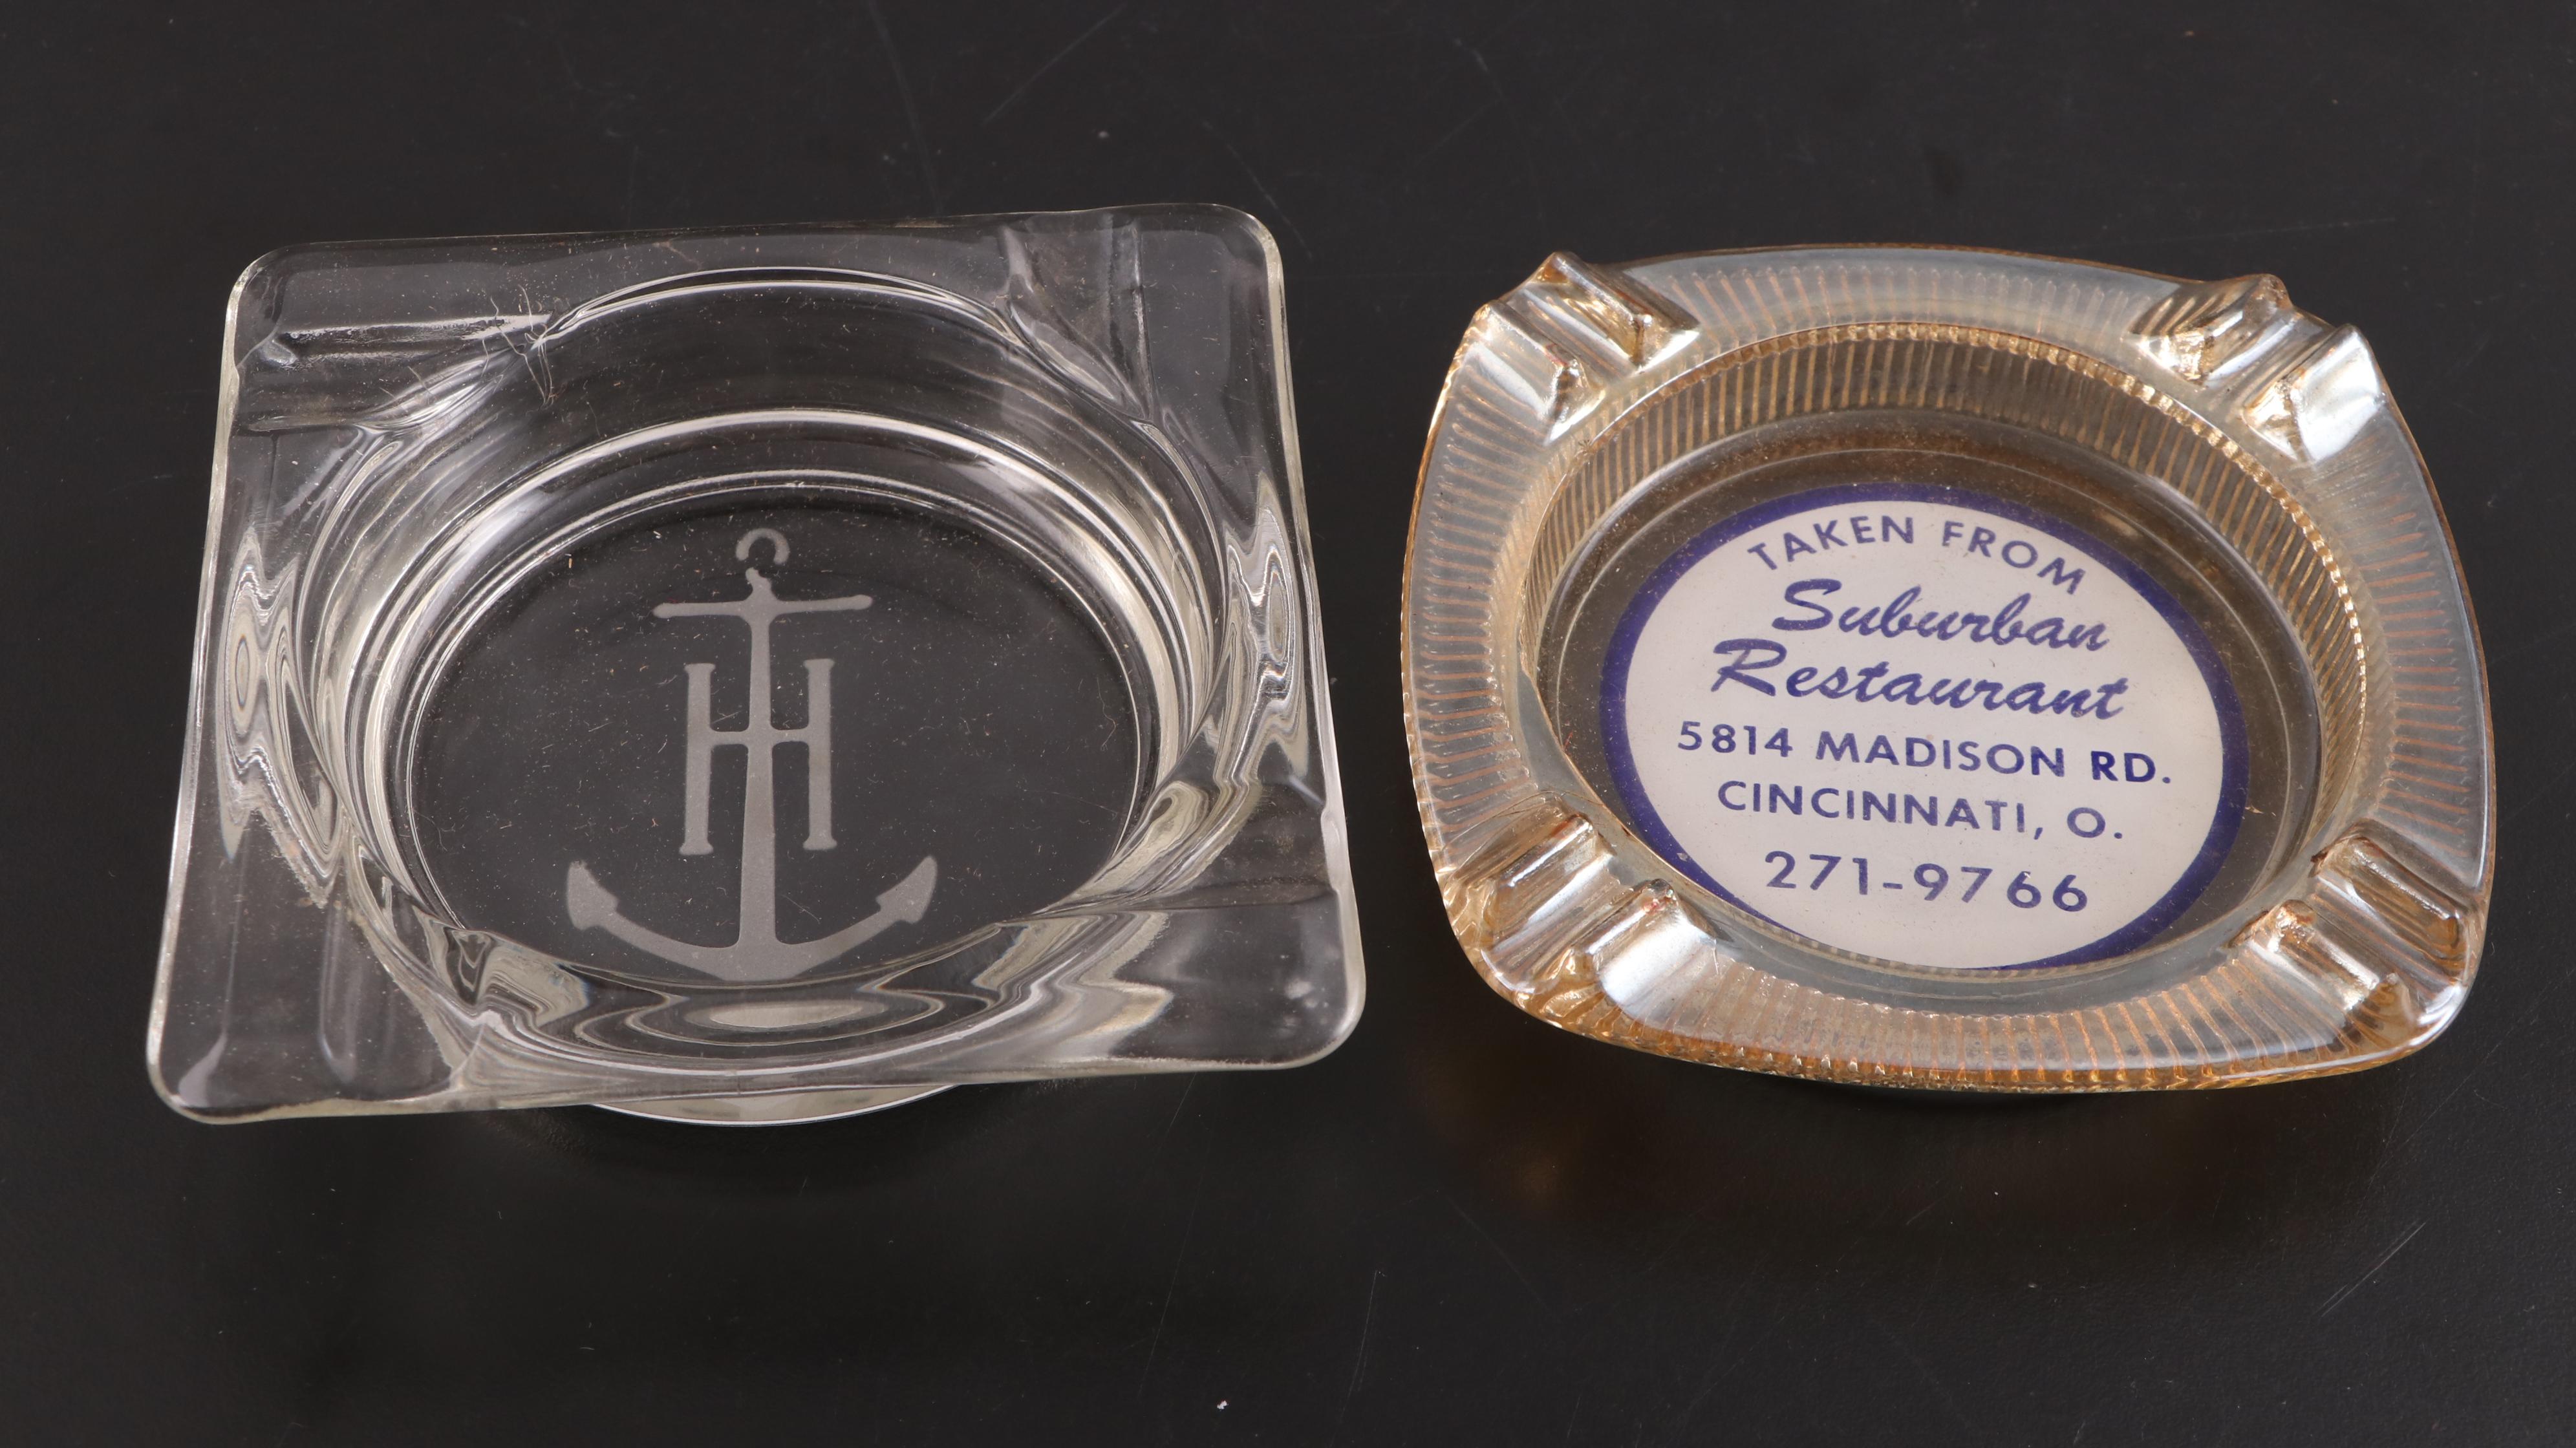 H
TAKEN FROM
Suburban
Restaurant
5814 MADISON RD.
CINCINNATI, O.
271-9766